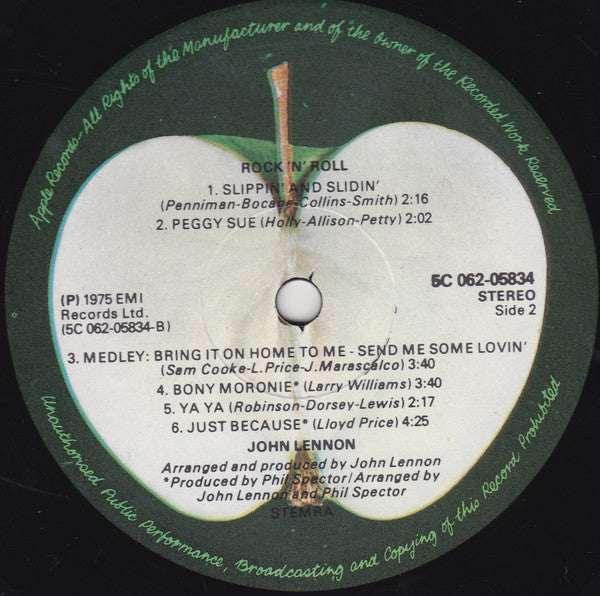 Apple Records-All Rights of the Manufacturer and of the Owner of the Recorded Work Reserved
ROCK 'N' ROLL
1. SLIPPIN' AND SLIDIN'
(Penniman-Bocage-Collins-Smith) 2:16
2. PEGGY SUE (Holly-Allison-Petty) 2:02
(P) 1975 EMI
Records Ltd.
(5C 062-05834-B)
5C 062-05834
STEREO
Side 2
3. MEDLEY: BRING IT ON HOME TO ME - SEND ME SOME LOVIN'
(Sam Cooke-L.Price-J.Marascalco) 3:40
4. BONY MORONIE* (Larry Williams) 3:40
5. YA YA (Robinson-Dorsey-Lewis) 2:17
6. JUST BECAUSE* (Lloyd Price) 4:25
JOHN LENNON
Arranged and produced by John Lennon
*Produced by Phil Spector/Arranged by
John Lennon and Phil Spector
STEMRA
Unauthorised Public Performance, Broadcasting and Copying of this Record Prohibited